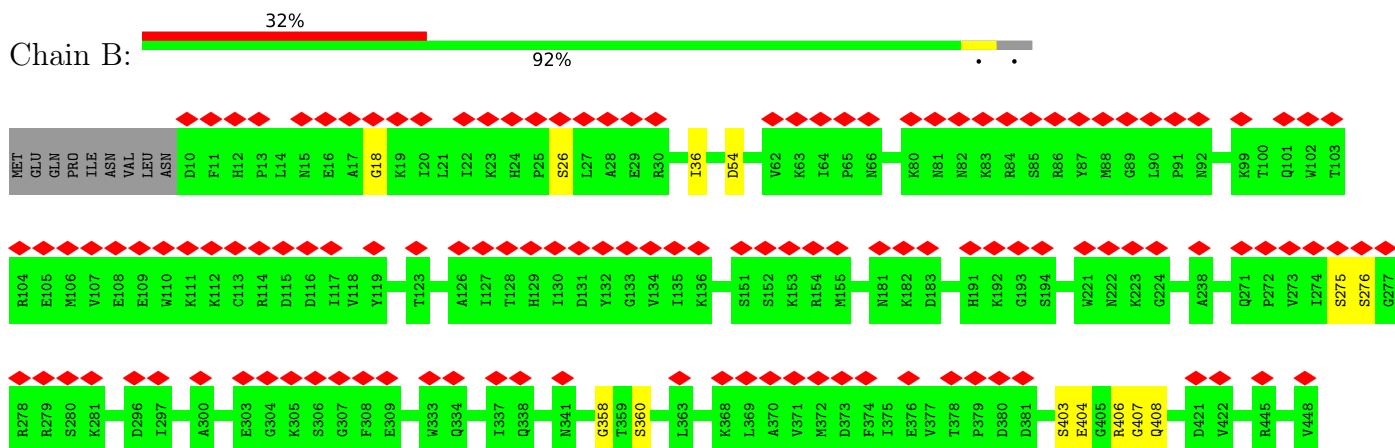 32%
Chain B:
92%
• •
MET GLU GLN PRO ILE ASN VAL LEU ASN D10 F11 H12 P13 L14 N15 E16 A17 G18 K19 I20 L21 I22 K23 H24 P25 S26 L27 A28 E29 R30 I36 D54 V62 K63 I64 P65 N66 K80 N81 N82 K83 R84 S85 R86 Y87 M88 G89 L90 P91 N92 K99 T100 Q101 W102 T103
R104 E105 M106 V107 E108 E109 W110 K111 K112 C113 R114 D115 D116 I117 V118 Y119 T123 A126 I127 T128 H129 I130 D131 Y132 G133 V134 I135 K136 S151 S152 K153 R154 M155 N181 K182 D183 H191 K192 G193 S194 W221 N222 K223 G224 A238 Q271 P272 V273 I274 S275 S276 G277
R278 R279 S280 K281 D296 I297 A300 E303 G304 K305 S306 G307 F308 E309 W333 Q334 I337 Q338 N341 G358 T359 S360 L363 K368 L369 A370 V371 M372 D373 F374 I375 E376 V377 T378 P379 D380 D381 S403 E404 G405 R406 G407 Q408 D421 V422 R445 V448